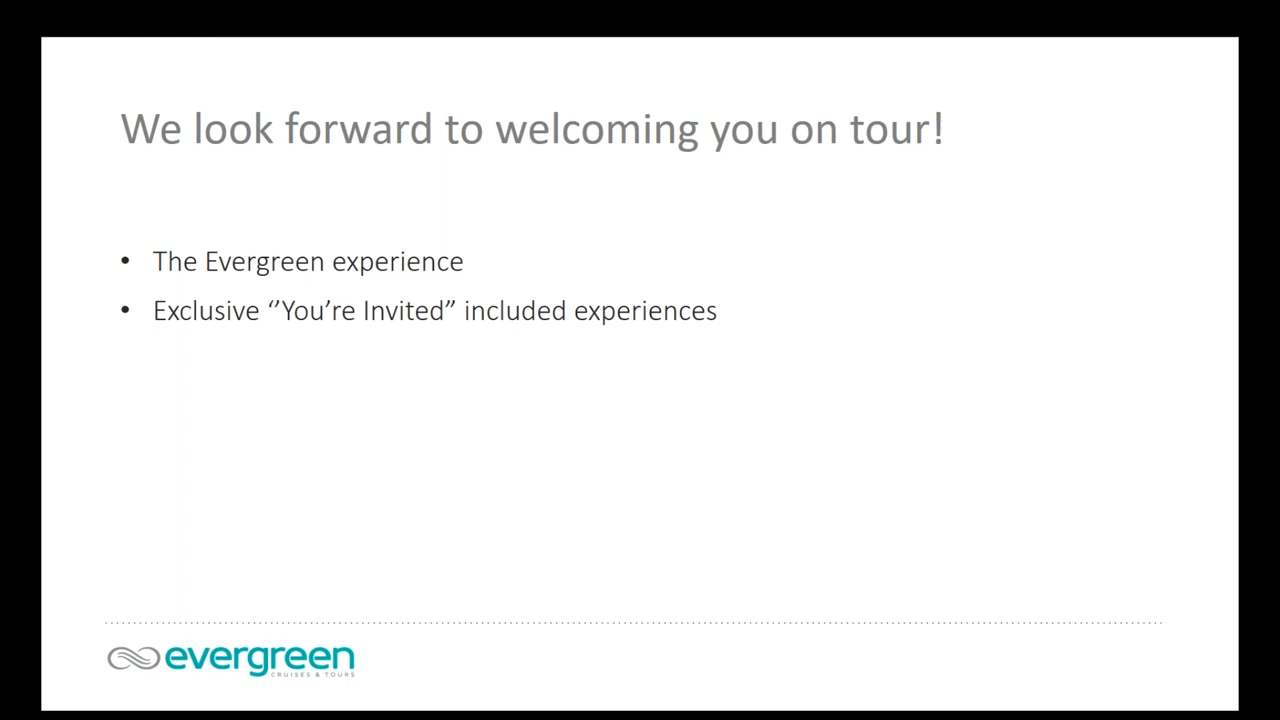 We look forward to welcoming you on tour!
• The Evergreen experience
• Exclusive ‘’You’re Invited” included experiences
evergreen
CRUISES & TOURS